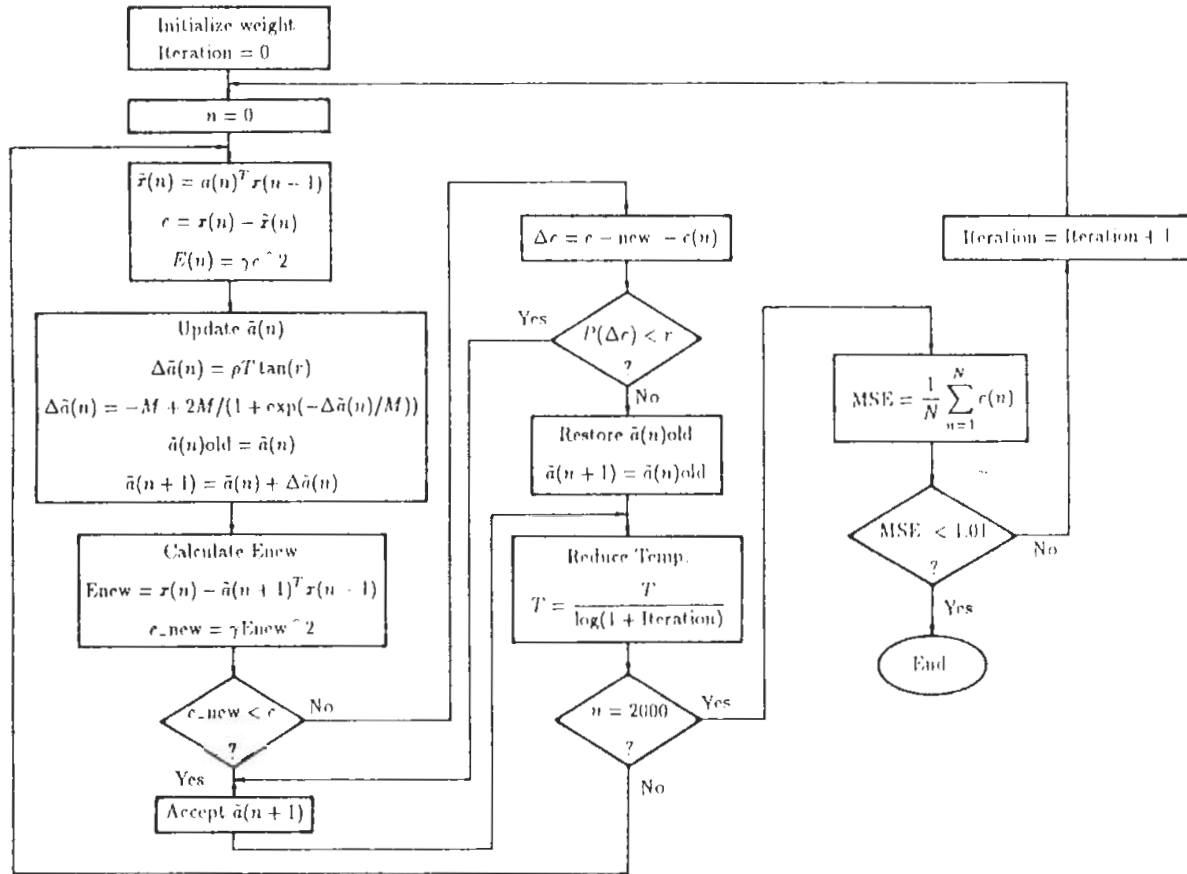 Initialize weight
Iteration = 0
n = 0
x̃(n) = a(n)^T x(n - 1)
e = x(n) - x̃(n)
E(n) = γe^2
Update ã(n)
Δã(n) = ρT tan(r)
Δã(n) = -M + 2M/(1 + exp(-Δã(n)/M))
ã(n)old = ã(n)
ã(n + 1) = ã(n) + Δã(n)
Calculate Enew
Enew = x(n) - ã(n + 1)^T x(n - 1)
e_new = γEnew^2
e_new < e
?
No
Yes
Accept ã(n + 1)
Δe = e - new - e(n)
Yes
P(Δe) < r
?
No
Restore ã(n)old
ã(n + 1) = ã(n)old
Reduce Temp.
T = T / log(1 + Iteration)
n = 2000
?
Yes
No
Iteration = Iteration + 1
MSE = 1/N ∑_{n=1}^{N} e(n)
MSE < 1.01
?
No
Yes
End